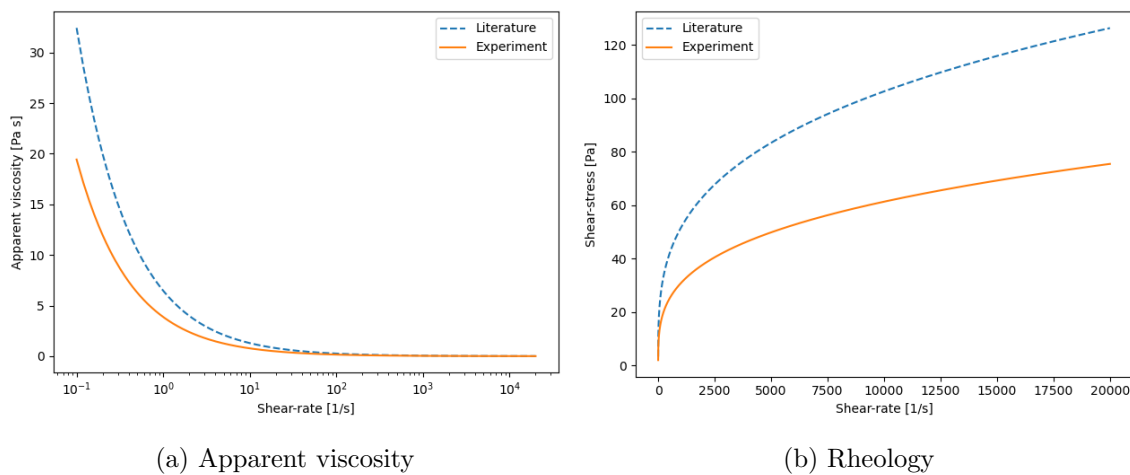 Literature
Experiment
Apparent viscosity [Pa s]
30
25
20
15
10
5
0
10⁻¹ 10⁰ 10¹ 10² 10³ 10⁴
Shear-rate [1/s]
(a) Apparent viscosity
Literature
Experiment
Shear-stress [Pa]
120
100
80
60
40
20
0
0 2500 5000 7500 10000 12500 15000 17500 20000
Shear-rate [1/s]
(b) Rheology